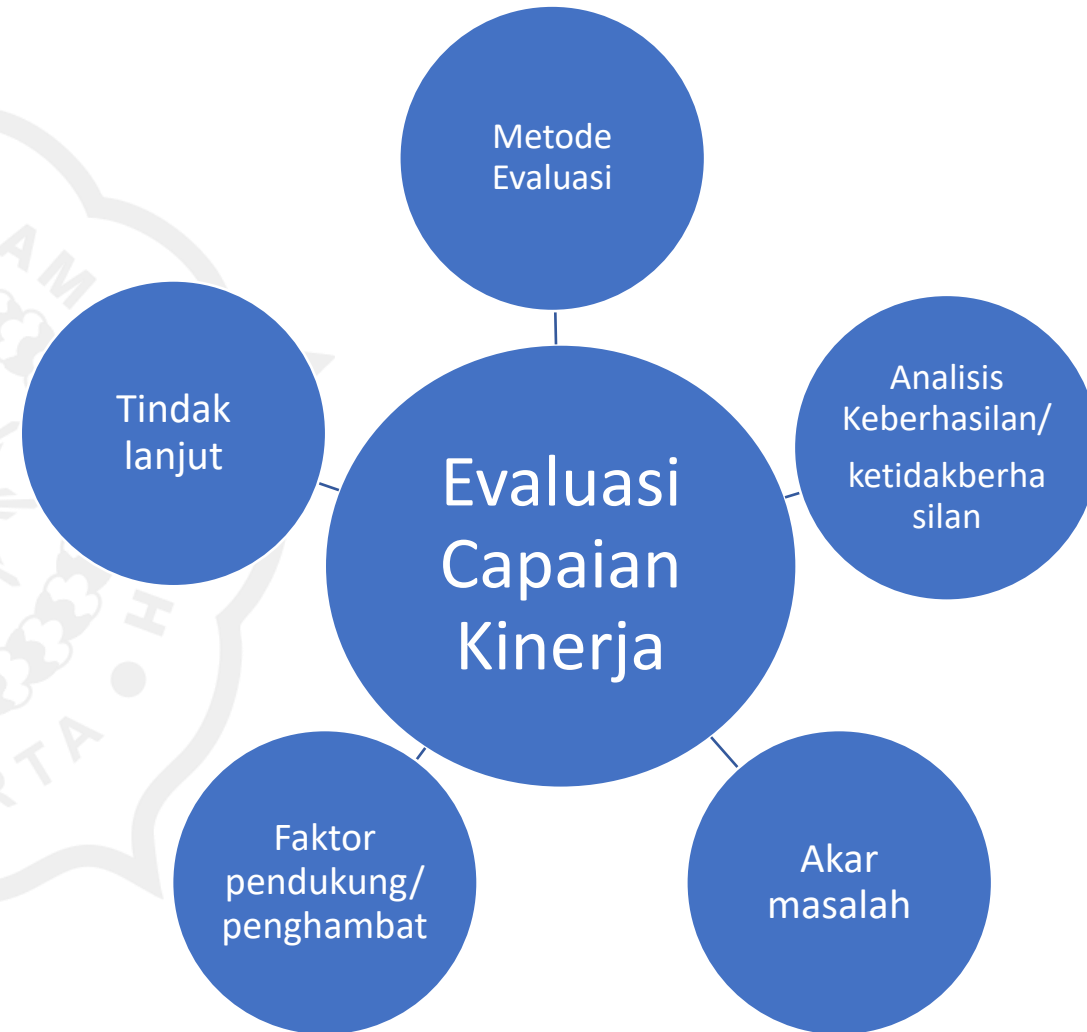 Metode
Evaluasi
Analisis
Keberhasilan/
ketidakberha
silan
Akar
masalah
Faktor
pendukung/
penghambat
Tindak
lanjut
Evaluasi
Capaian
Kinerja